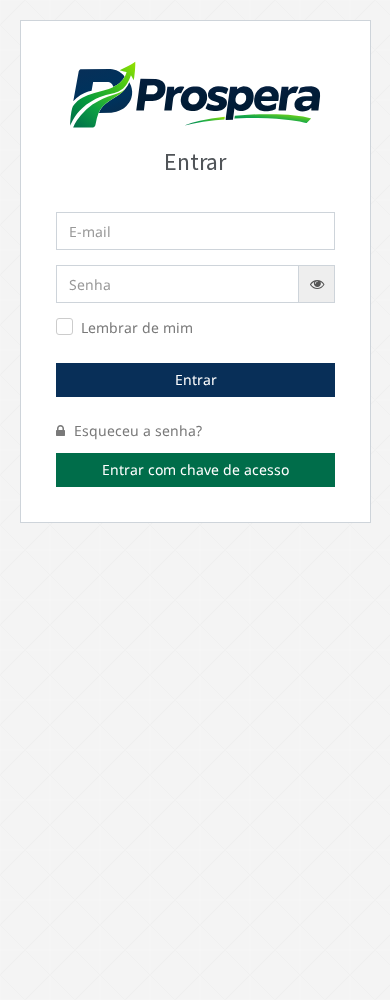 Prospera
Entrar
E-mail
Senha
Lembrar de mim
Entrar
Esqueceu a senha?
Entrar com chave de acesso